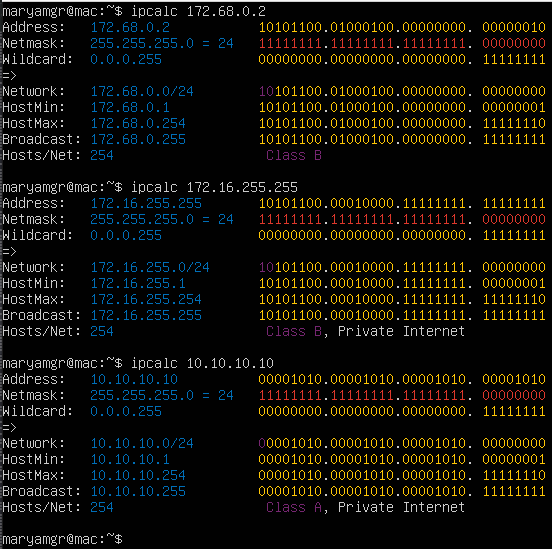 maryamgr@mac:~$ ipcalc 172.68.0.2
Address:   172.68.0.2           10101100.01000100.00000000. 00000010
Netmask:   255.255.255.0 = 24   11111111.11111111.11111111. 00000000
Wildcard:  0.0.0.255            00000000.00000000.00000000. 11111111
=>
Network:   172.68.0.0/24        10101100.01000100.00000000. 00000000
HostMin:   172.68.0.1           10101100.01000100.00000000. 00000001
HostMax:   172.68.0.254         10101100.01000100.00000000. 11111110
Broadcast: 172.68.0.255         10101100.01000100.00000000. 11111111
Hosts/Net: 254                   Class B
maryamgr@mac:~$ ipcalc 172.16.255.255
Address:   172.16.255.255       10101100.00010000.11111111. 11111111
Netmask:   255.255.255.0 = 24   11111111.11111111.11111111. 00000000
Wildcard:  0.0.0.255            00000000.00000000.00000000. 11111111
=>
Network:   172.16.255.0/24      10101100.00010000.11111111. 00000000
HostMin:   172.16.255.1         10101100.00010000.11111111. 00000001
HostMax:   172.16.255.254       10101100.00010000.11111111. 11111110
Broadcast: 172.16.255.255       10101100.00010000.11111111. 11111111
Hosts/Net: 254                   Class B, Private Internet
maryamgr@mac:~$ ipcalc 10.10.10.10
Address:   10.10.10.10          00001010.00001010.00001010. 00001010
Netmask:   255.255.255.0 = 24   11111111.11111111.11111111. 00000000
Wildcard:  0.0.0.255            00000000.00000000.00000000. 11111111
=>
Network:   10.10.10.0/24        00001010.00001010.00001010. 00000000
HostMin:   10.10.10.1           00001010.00001010.00001010. 00000001
HostMax:   10.10.10.254         00001010.00001010.00001010. 11111110
Broadcast: 10.10.10.255         00001010.00001010.00001010. 11111111
Hosts/Net: 254                   Class A, Private Internet
maryamgr@mac:~$